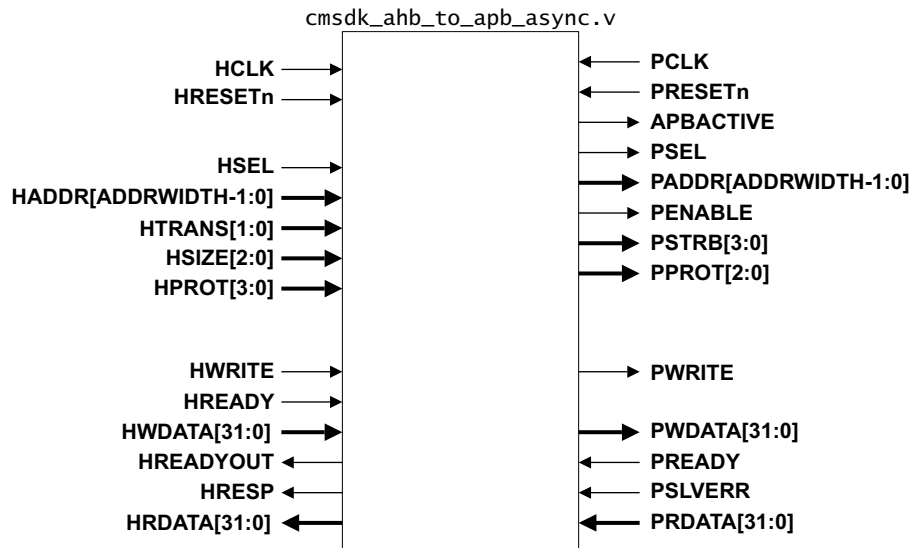 cmsdk_ahb_to_apb_async.v
HCLK
HRESETn
HSEL
HADDR[ADDRWIDTH-1:0]
HTRANS[1:0]
HSIZE[2:0]
HPROT[3:0]
HWRITE
HREADY
HWDATA[31:0]
HREADYOUT
HRESP
HRDATA[31:0]
PCLK
PRESETn
APBACTIVE
PSEL
PADDR[ADDRWIDTH-1:0]
PENABLE
PSTRB[3:0]
PPROT[2:0]
PWRITE
PWDATA[31:0]
PREADY
PSLVERR
PRDATA[31:0]